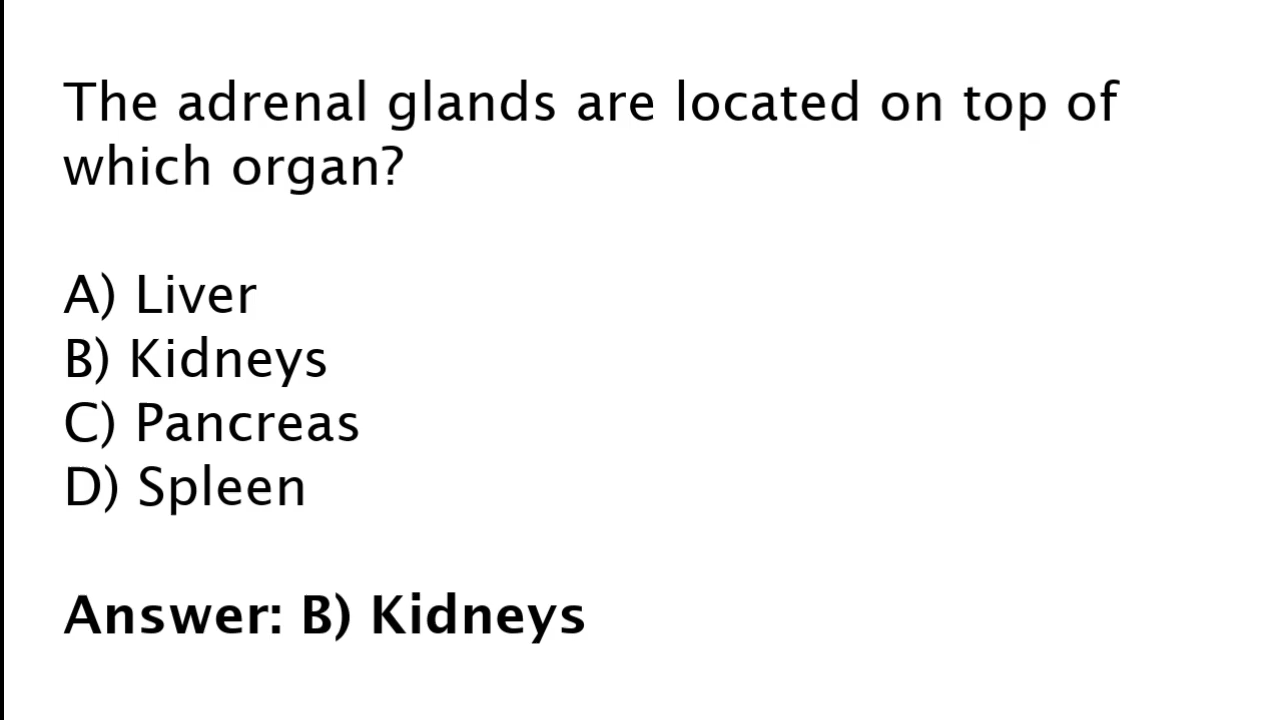 The adrenal glands are located on top of
which organ?
A) Liver
B) Kidneys
C) Pancreas
D) Spleen
Answer: B) Kidneys